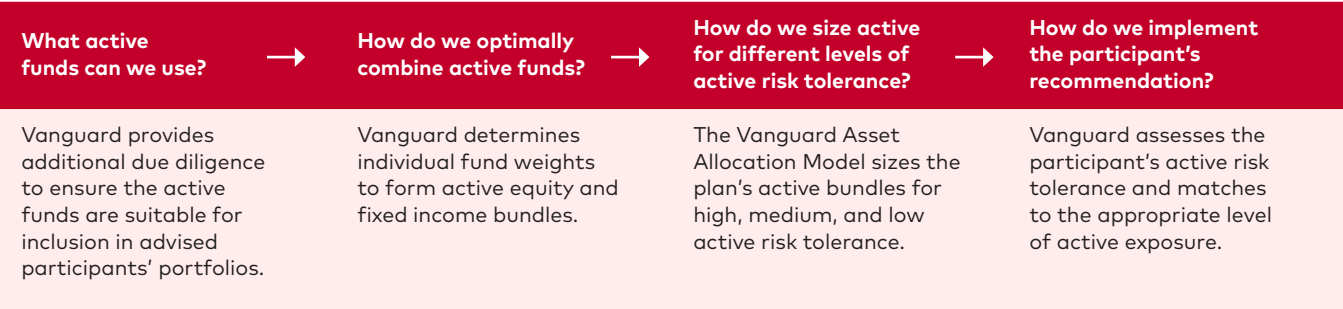 What active
funds can we use?
How do we optimally
combine active funds?
How do we size active
for different levels of
active risk tolerance?
How do we implement
the participant's
recommendation?
Vanguard provides
additional due diligence
to ensure the active
funds are suitable for
inclusion in advised
participants' portfolios.
Vanguard determines
individual fund weights
to form active equity and
fixed income bundles.
The Vanguard Asset
Allocation Model sizes the
plan's active bundles for
high, medium, and low
active risk tolerance.
Vanguard assesses the
participant's active risk
tolerance and matches
to the appropriate level
of active exposure.